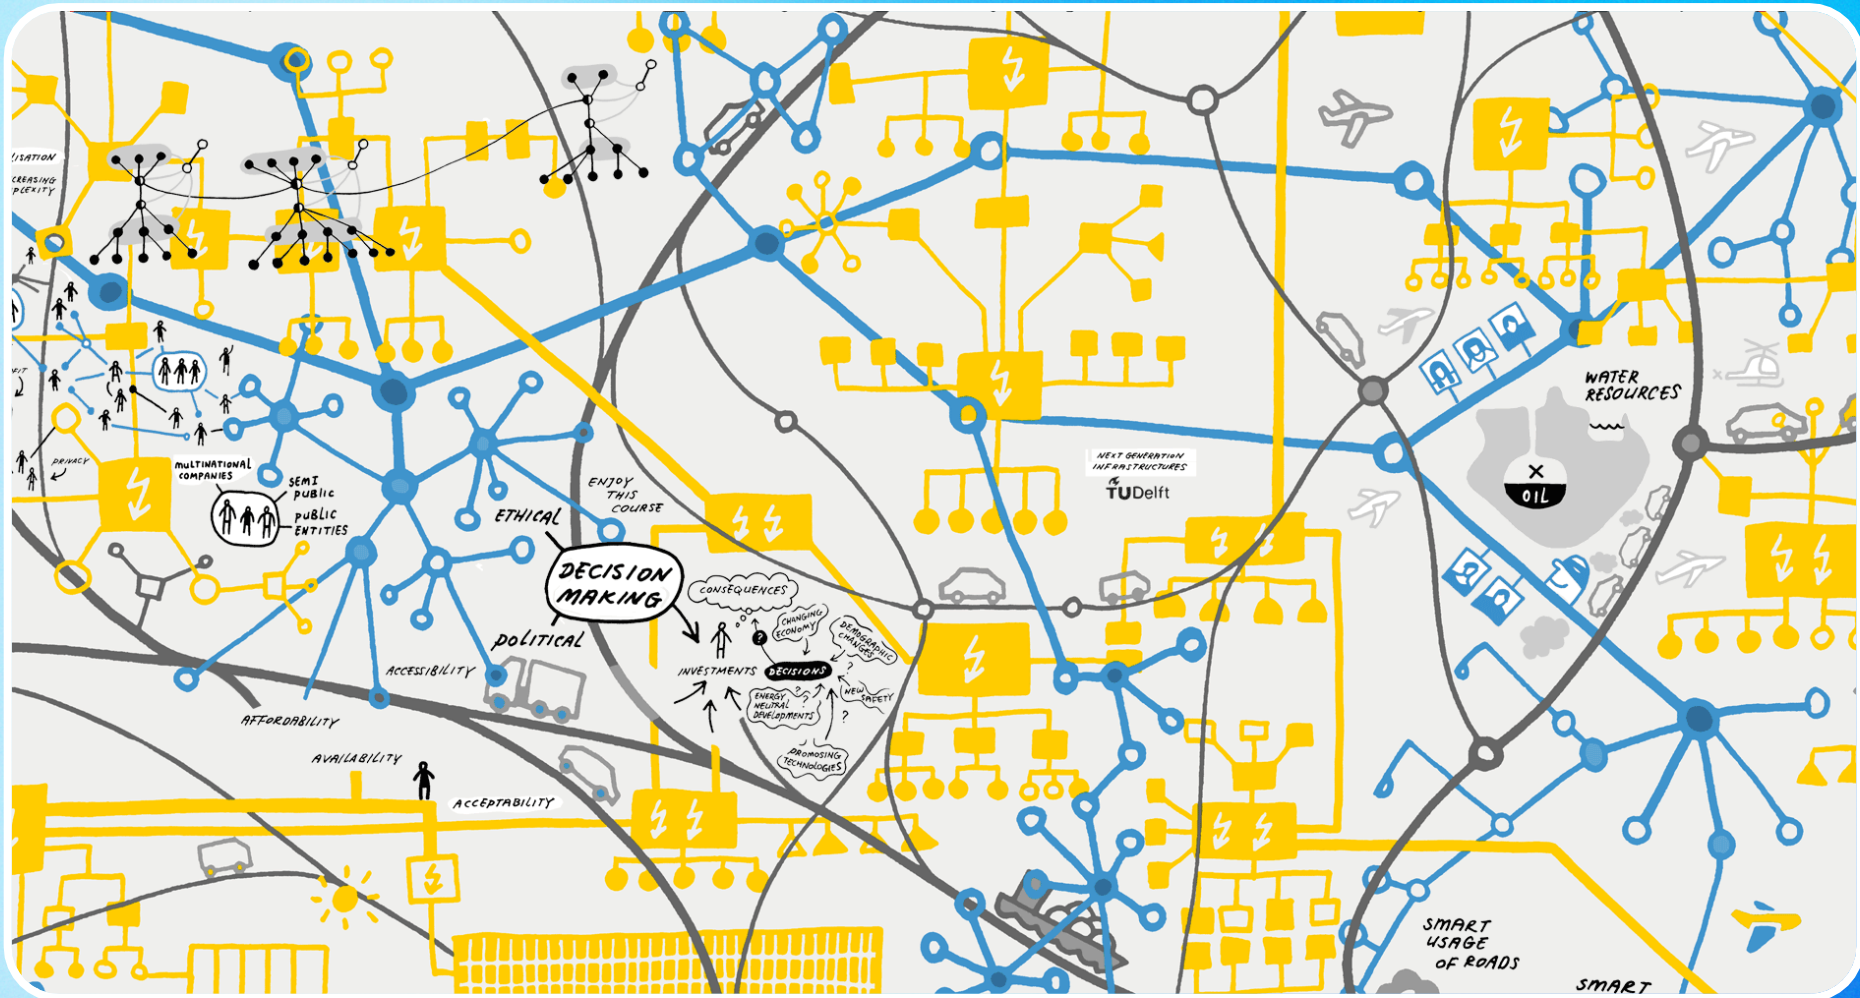 LISATION
CREASING
PLEXITY
FIT
PRIVACY
MULTINATIONAL
COMPANIES
SEMI
PUBLIC
PUBLIC
ENTITIES
ENJOY
THIS
COURSE
ETHICAL
DECISION
MAKING
POLITICAL
CONSEQUENCES
CHANGING
ECONOMY
DEMOGRAPHIC
CHANGES
?
?
INVESTMENTS
DECISIONS
ENERGY
NEUTRAL
DEVELOPMENTS
? ?
?
NEW
SAFETY
?
PROMOSING
TECHNOLOGIES
ACCESSIBILITY
AFFORDABILITY
AVAILABILITY
ACCEPTABILITY
NEXT GENERATION
INFRASTRUCTURES
TUDelft
WATER
RESOURCES
X
OIL
SMART
USAGE
OF ROADS
SMART